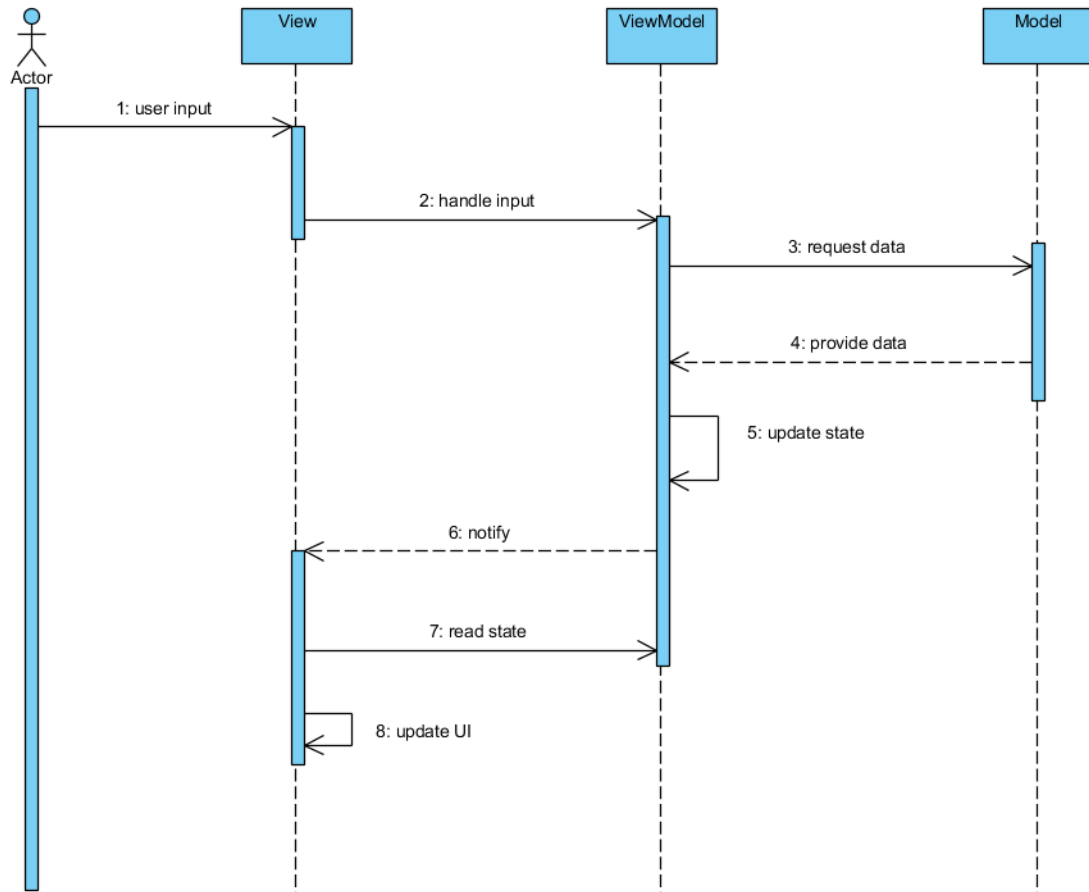 View
ViewModel
Model
Actor
1: user input
2: handle input
3: request data
4: provide data
5: update state
6: notify
7: read state
8: update UI